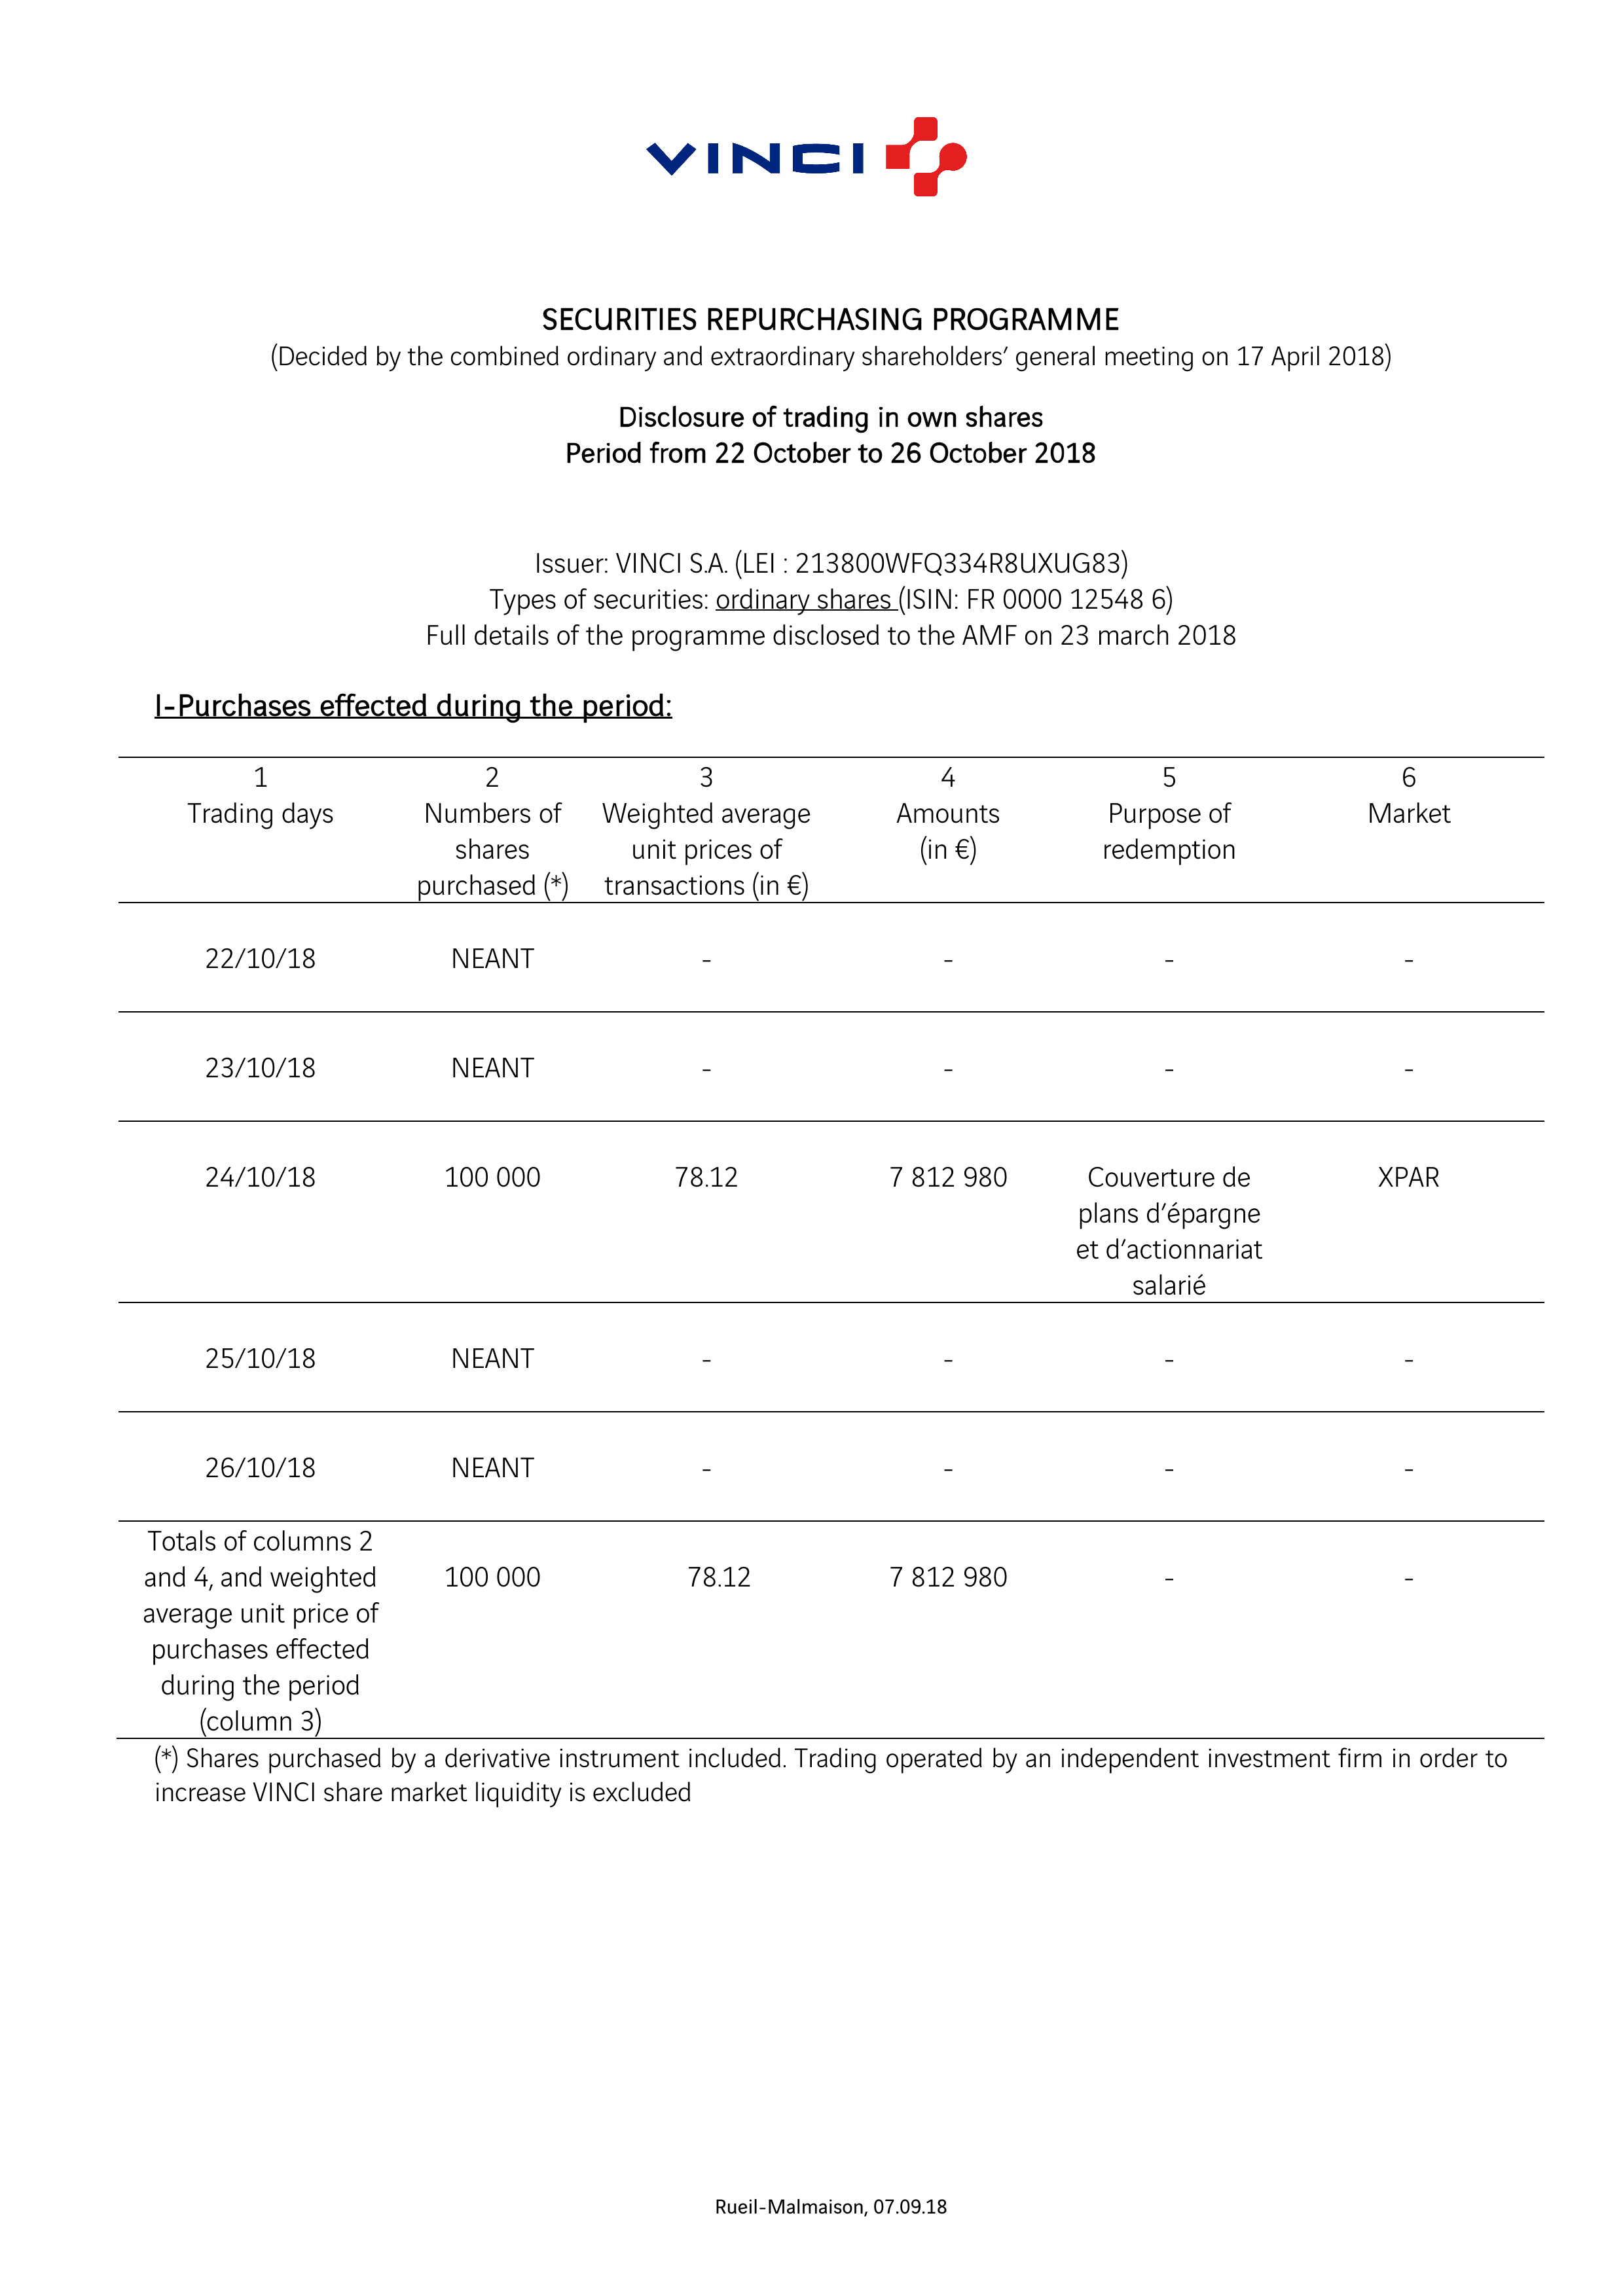 VINCI
SECURITIES REPURCHASING PROGRAMME
(Decided by the combined ordinary and extraordinary shareholders’ general meeting on 17 April 2018)
Disclosure of trading in own shares
Period from 22 October to 26 October 2018
Issuer: VINCI S.A. (LEI : 213800WFQ334R8UXUG83)
Types of securities: ordinary shares (ISIN: FR 0000 12548 6)
Full details of the programme disclosed to the AMF on 23 march 2018
I-Purchases effected during the period:
1 2 3 4 5 6
Trading days Numbers of Weighted average Amounts Purpose of Market
shares unit prices of (in €) redemption
purchased (*) transactions (in €)
22/10/18 NEANT - - - -
23/10/18 NEANT - - - -
24/10/18 100 000 78.12 7 812 980 Couverture de XPAR
plans d’épargne
et d’actionnariat
salarié
25/10/18 NEANT - - - -
26/10/18 NEANT - - - -
Totals of columns 2
and 4, and weighted 100 000 78.12 7 812 980 - -
average unit price of
purchases effected
during the period
(column 3)
(*) Shares purchased by a derivative instrument included. Trading operated by an independent investment firm in order to
increase VINCI share market liquidity is excluded
Rueil-Malmaison, 07.09.18